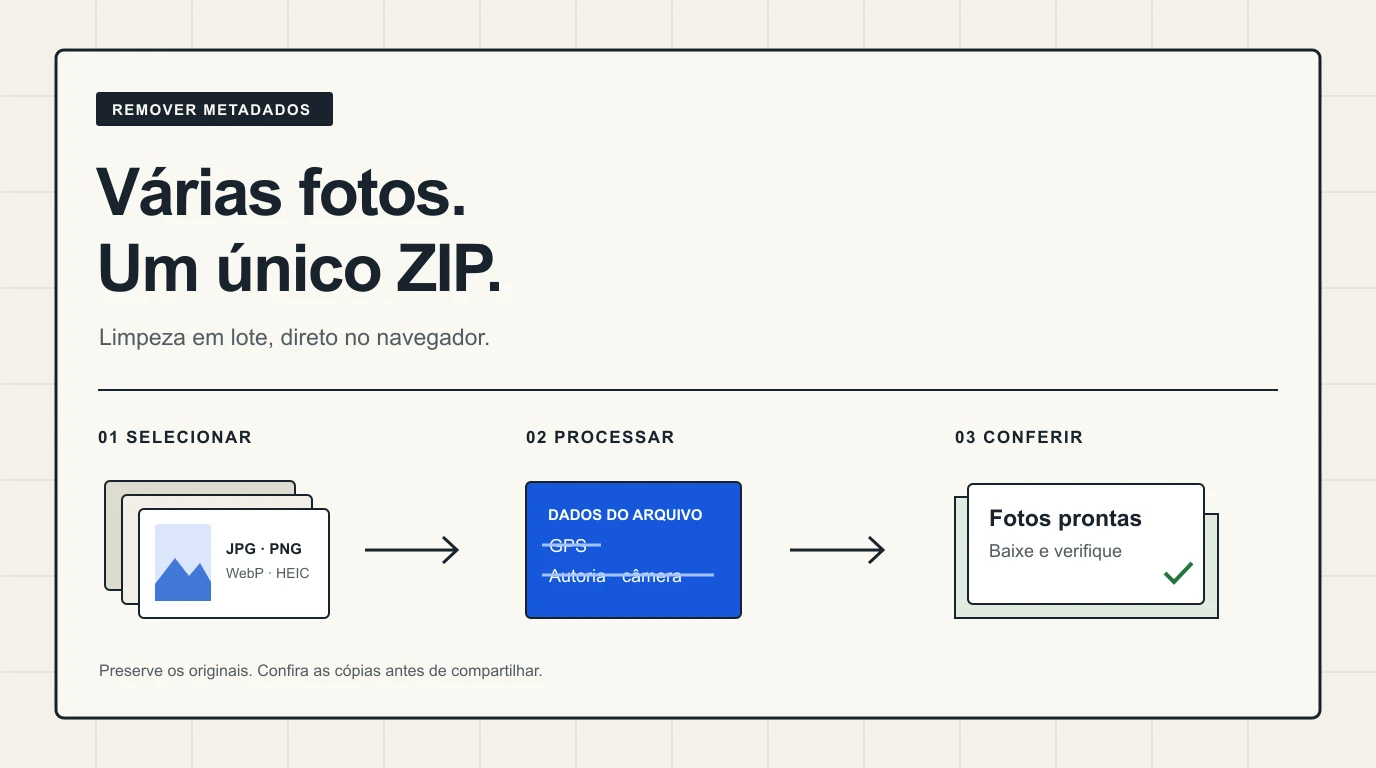 REMOVER METADADOS
Várias fotos.
Um único ZIP.
Limpeza em lote, direto no navegador.
01 SELECIONAR
JPG · PNG
WebP · HEIC
02 PROCESSAR
DADOS DO ARQUIVO
GPS
Autoria · câmera
03 CONFERIR
Fotos prontas
Baixe e verifique
Preserve os originais. Confira as cópias antes de compartilhar.